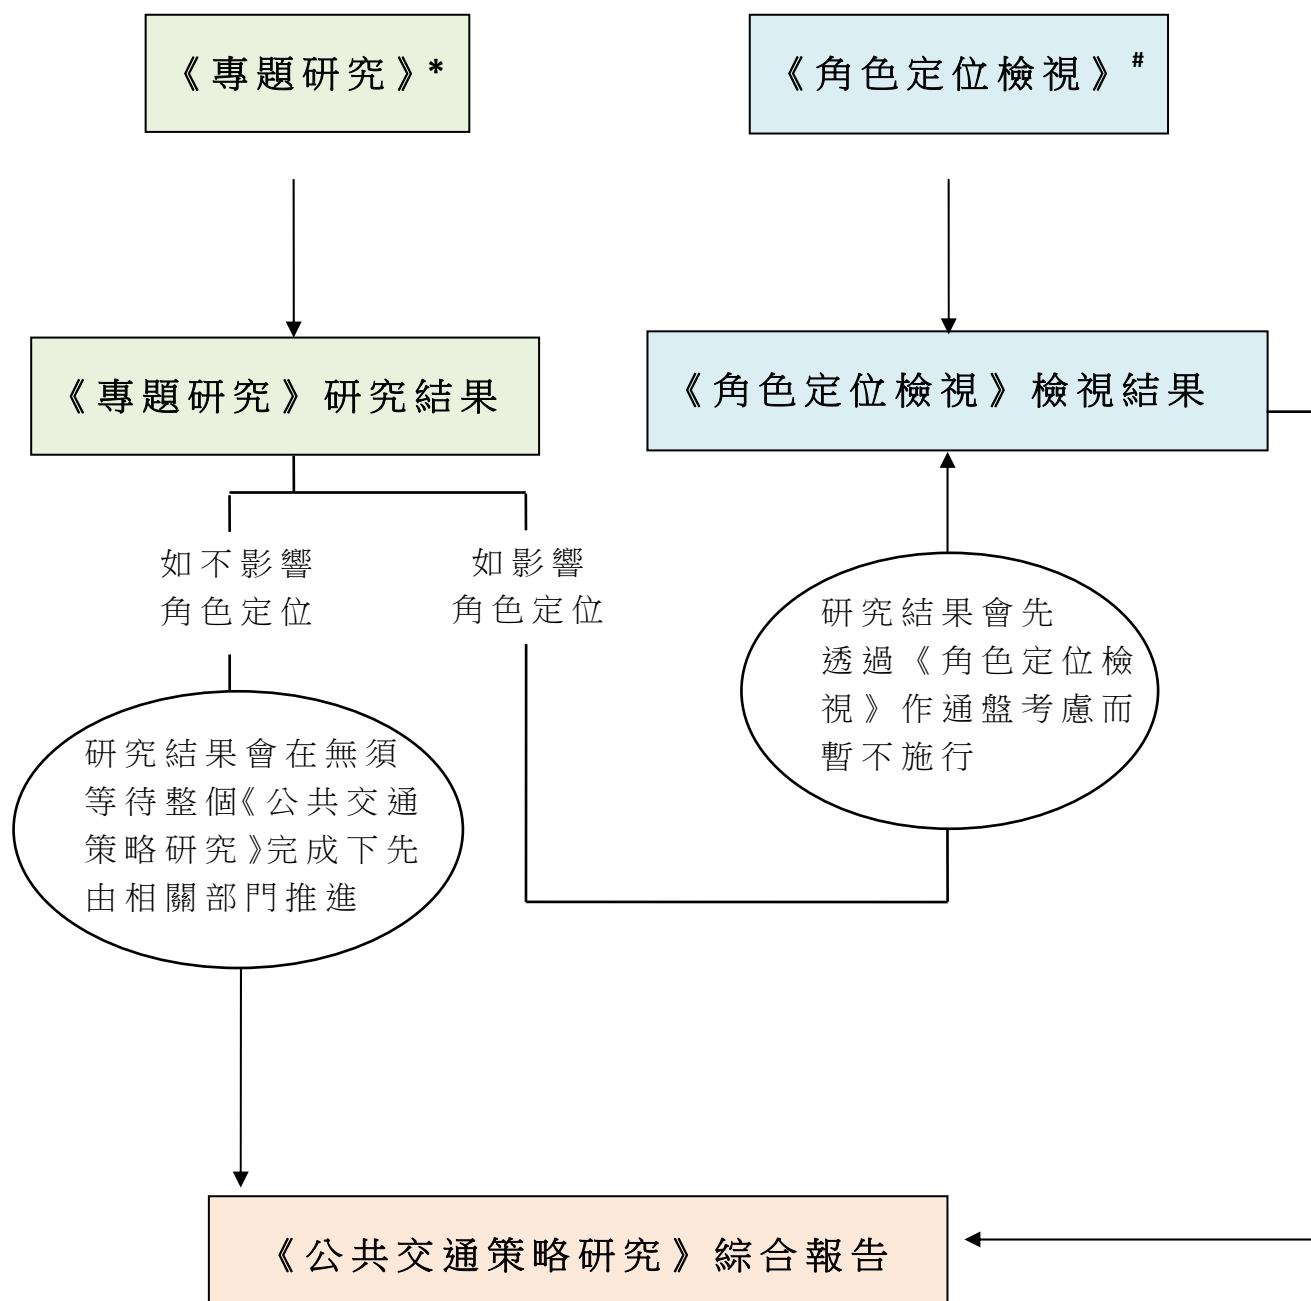 《專題研究》*
《角色定位檢視》#
《專題研究》研究結果
《角色定位檢視》檢視結果
如不影響
角色定位
如影響
角色定位
研究結果會先
透過《角色定位檢
視》作通盤考慮而
暫不施行
研究結果會在無須
等待整個《公共交通
策略研究》完成下先
由相關部門推進
《公共交通策略研究》綜合報告